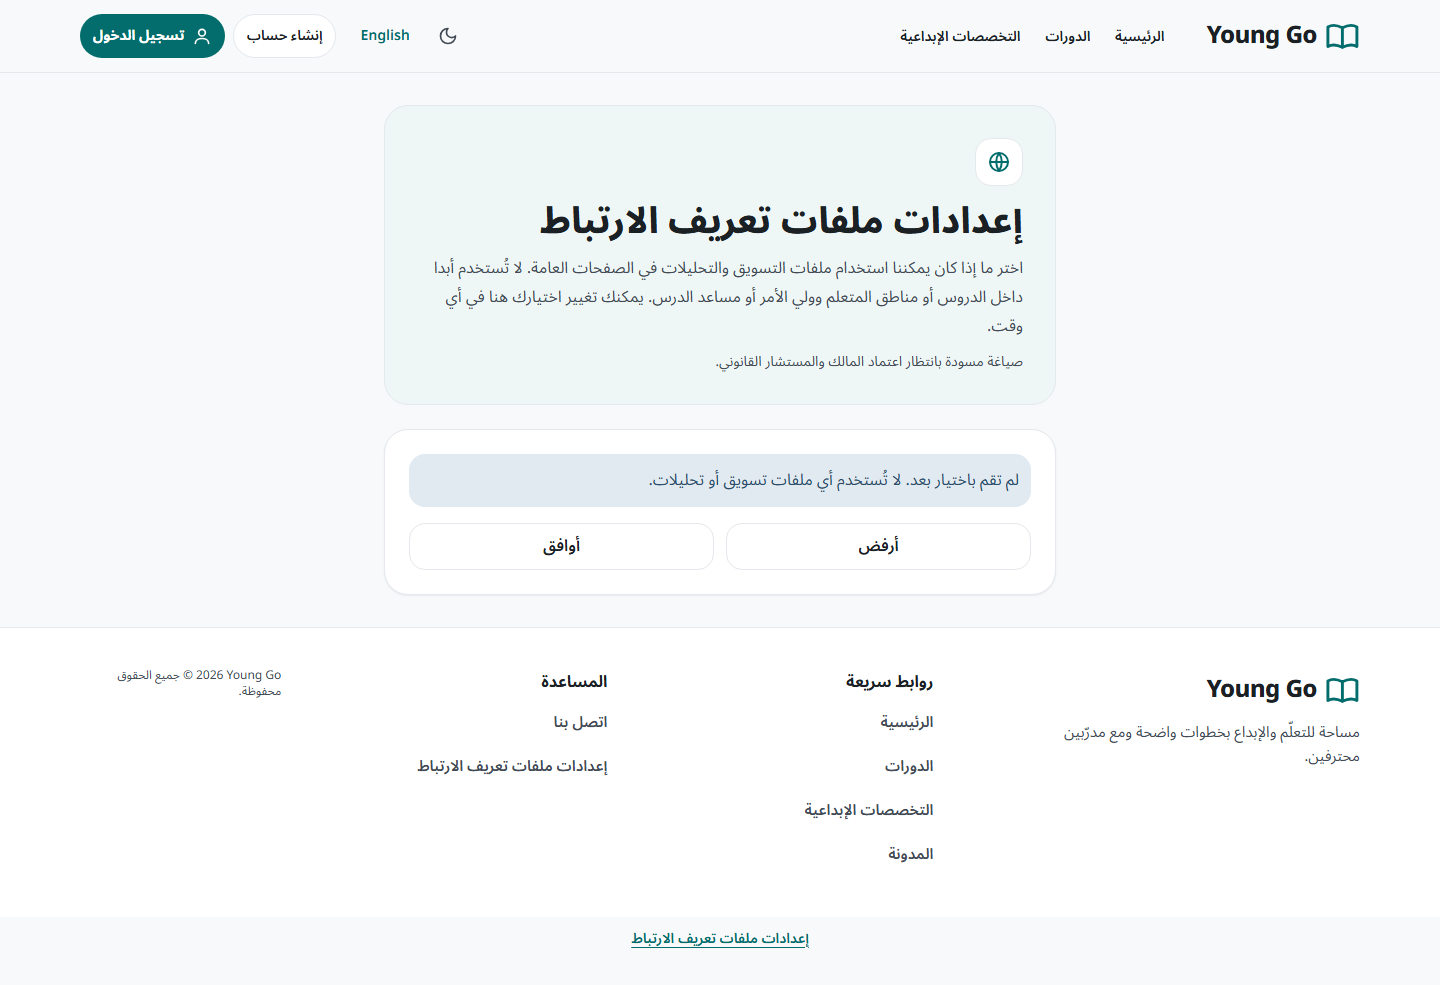 Young Go
الرئيسية
الدورات
التخصصات الإبداعية
English
إنشاء حساب
تسجيل الدخول
إعدادات ملفات تعريف الارتباط
اختر ما إذا كان يمكننا استخدام ملفات التسويق والتحليلات في الصفحات العامة. لا تُستخدم أبدا
داخل الدروس أو مناطق المتعلم وولي الأمر أو مساعد الدرس. يمكنك تغيير اختيارك هنا في أي
وقت.
صياغة مسودة بانتظار اعتماد المالك والمستشار القانوني.
لم تقم باختيار بعد. لا تُستخدم أي ملفات تسويق أو تحليلات.
أرفض
أوافق
Young Go
مساحة للتعلّم والإبداع بخطوات واضحة ومع مدرّبين
محترفين.
روابط سريعة
الرئيسية
الدورات
التخصصات الإبداعية
المدونة
المساعدة
اتصل بنا
إعدادات ملفات تعريف الارتباط
Young Go 2026 © جميع الحقوق
محفوظة.
إعدادات ملفات تعريف الارتباط